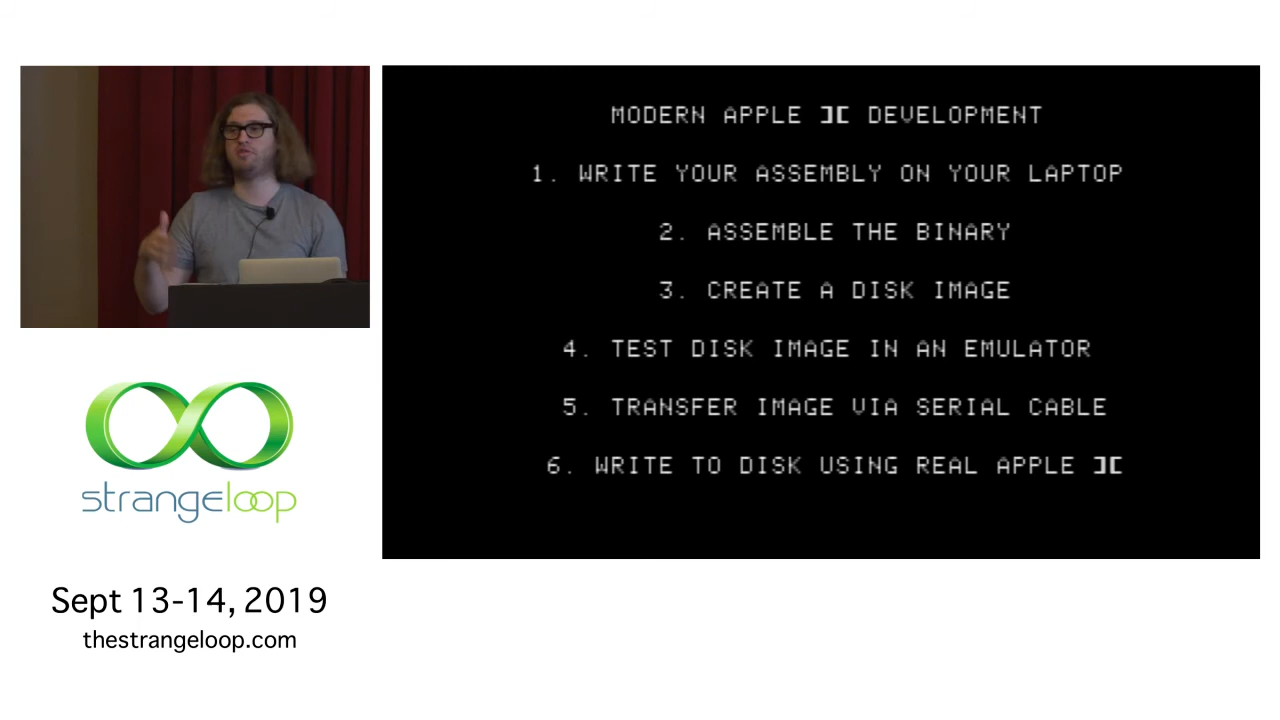 MODERN APPLE ][ DEVELOPMENT
1. WRITE YOUR ASSEMBLY ON YOUR LAPTOP
2. ASSEMBLE THE BINARY
3. CREATE A DISK IMAGE
4. TEST DISK IMAGE IN AN EMULATOR
5. TRANSFER IMAGE VIA SERIAL CABLE
6. WRITE TO DISK USING REAL APPLE ][
strangeloop
Sept 13-14, 2019
thestrangeloop.com